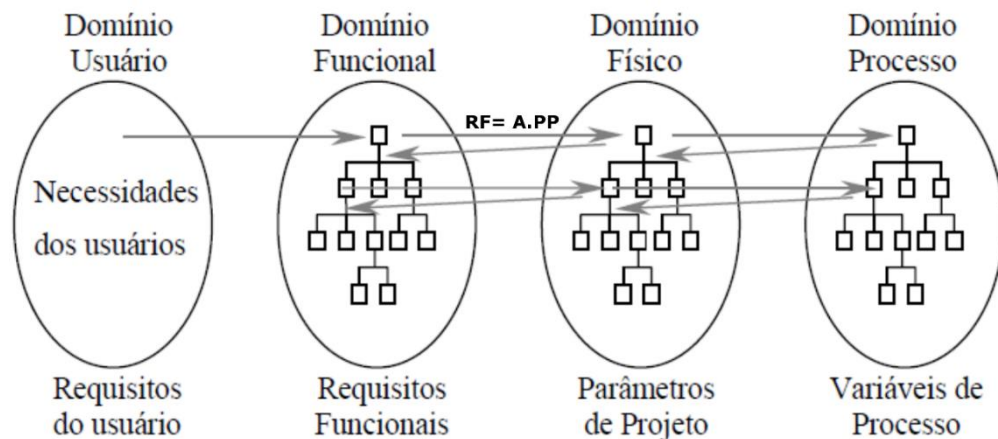 Domínio
Usuário
Domínio
Funcional
Domínio
Físico
Domínio
Processo
RF= A.PP
Necessidades
dos usuários
Requisitos
do usuário
Requisitos
Funcionais
Parâmetros
de Projeto
Variáveis de
Processo